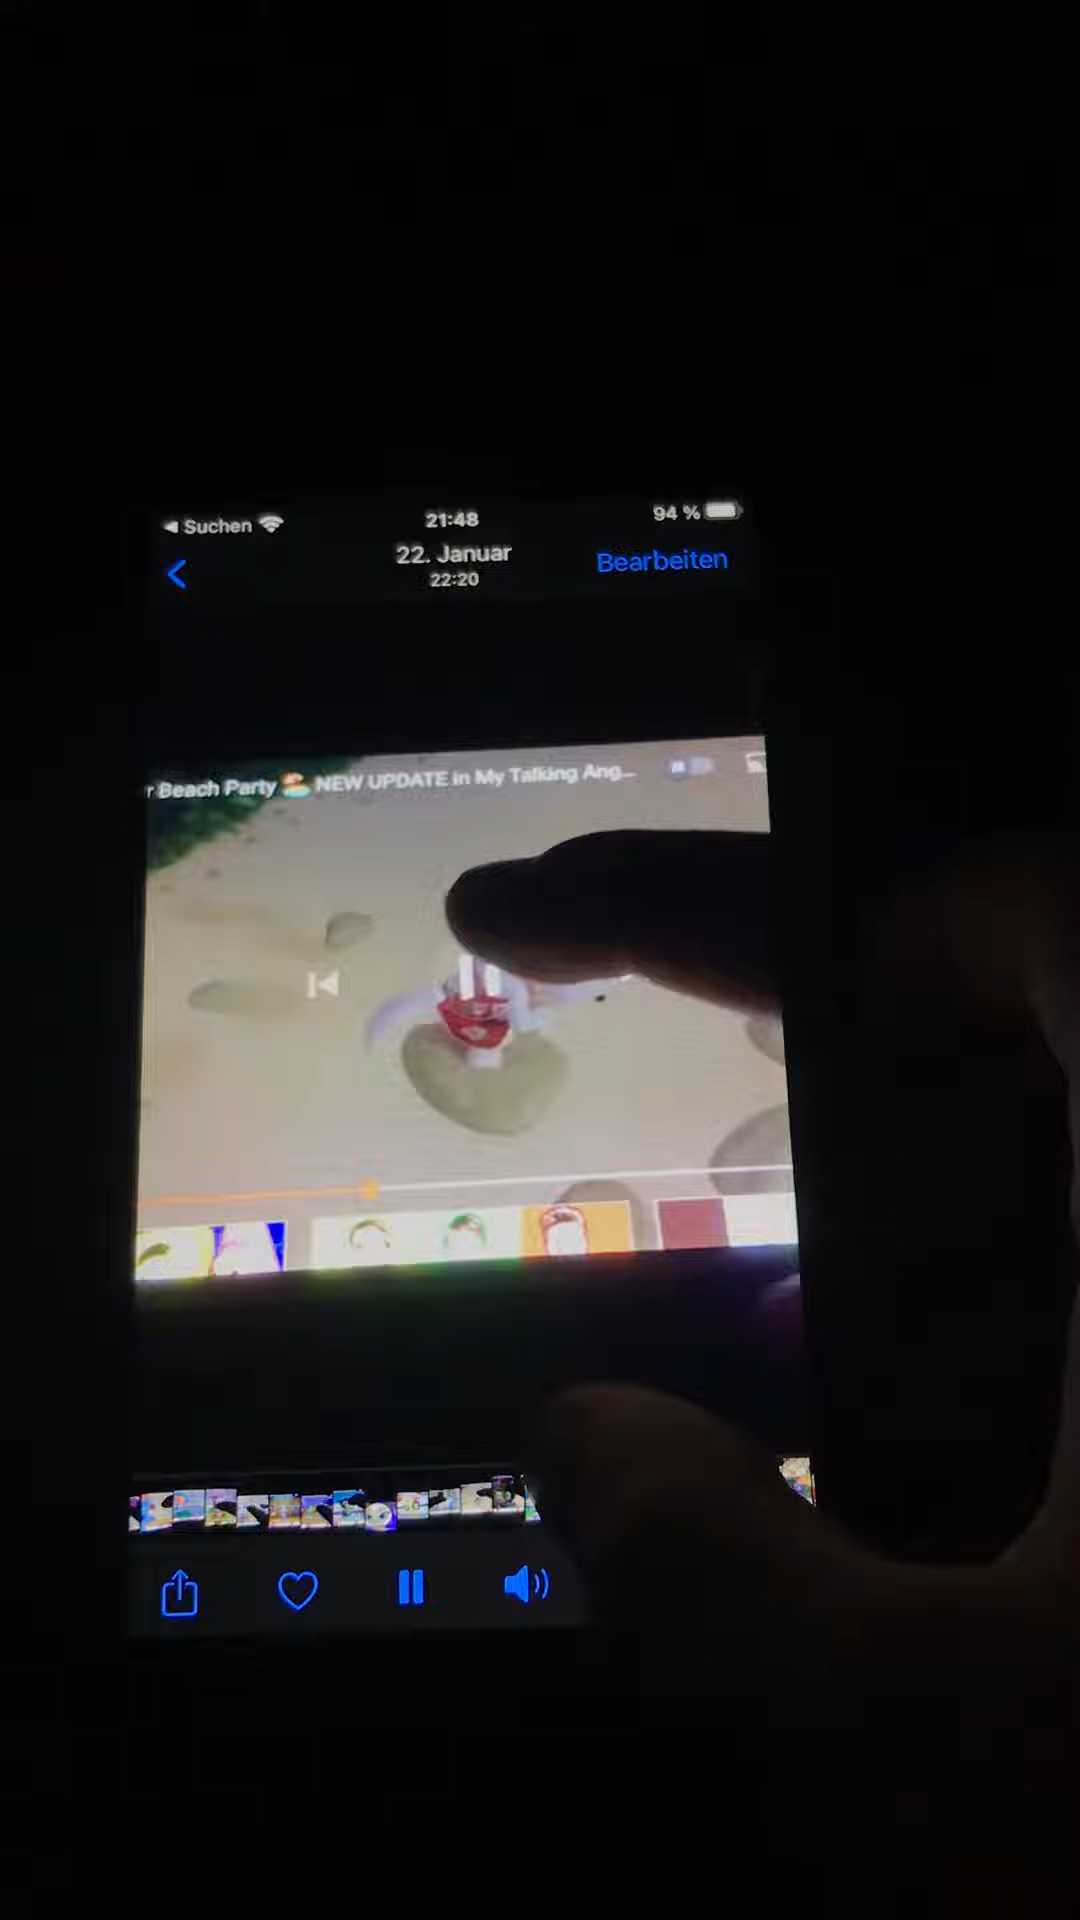 Suchen
21:48
94 %
22. Januar
22:20
Bearbeiten
r Beach Party 🏖️ NEW UPDATE in My Talking Ang...